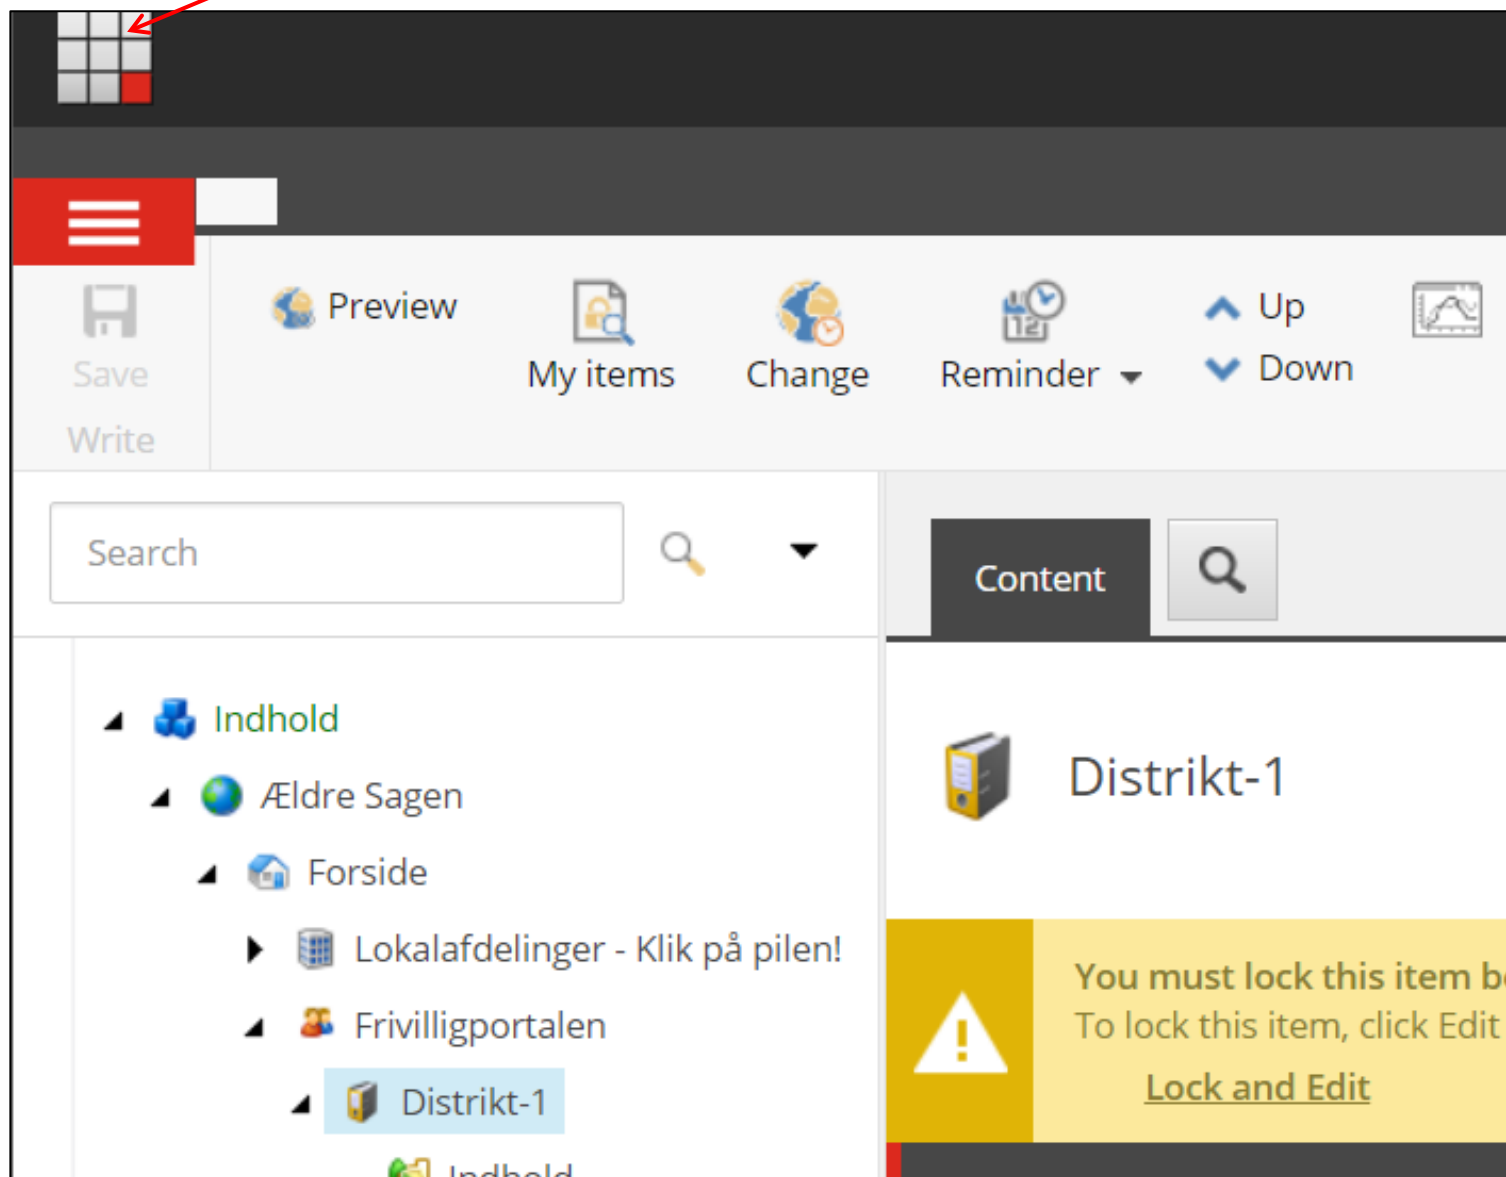 Preview
My items
Change
Reminder
Up
Down
Save
Write
Search
Content
Indhold
Ældre Sagen
Forside
Lokalafdelinger - Klik på pilen!
Frivilligportalen
Distrikt-1
Indhold
Distrikt-1
You must lock this item
To lock this item, click Edit
Lock and Edit